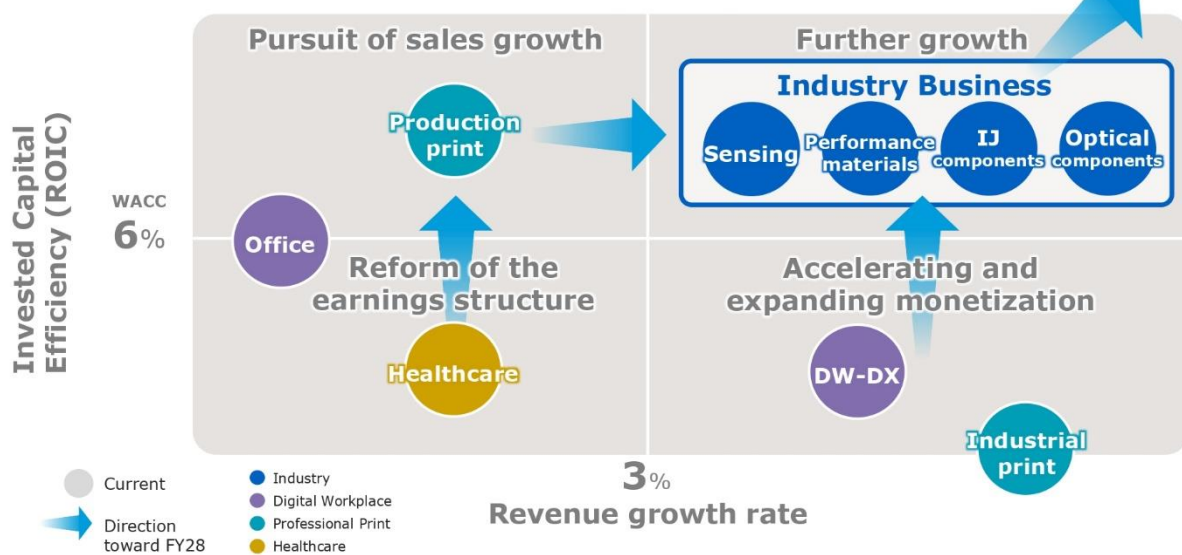 Pursuit of sales growth
Further growth
Industry Business
Production
print
Sensing
Performance
materials
IJ
components
Optical
components
Invested Capital
Efficiency (ROIC)
WACC
6%
Office
Reform of the
earnings structure
Accelerating and
expanding monetization
Healthcare
DW-DX
Industrial
print
3%
Revenue growth rate
Current
Direction
toward FY28
Industry
Digital Workplace
Professional Print
Healthcare